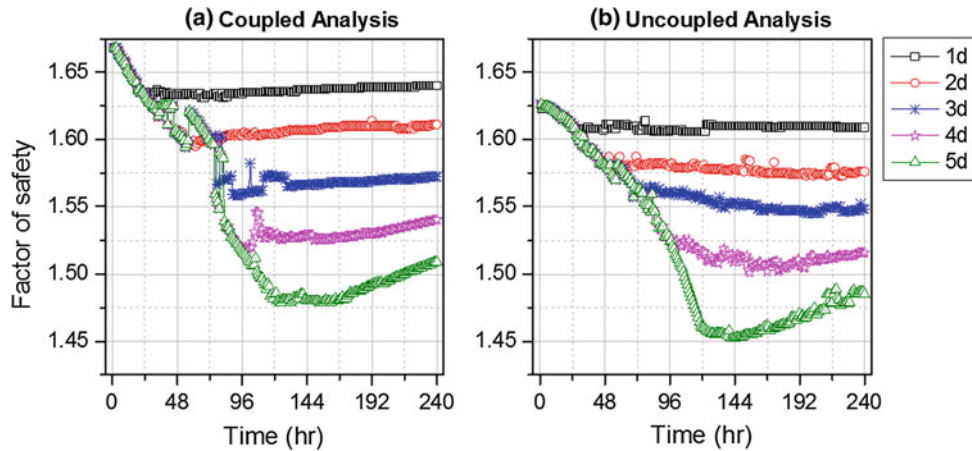 (a) Coupled Analysis
(b) Uncoupled Analysis
Factor of safety
1.65
1.60
1.55
1.50
1.45
0 48 96 144 192 240
Time (hr)
1.65
1.60
1.55
1.50
1.45
0 48 96 144 192 240
Time (hr)
1d
2d
3d
4d
5d